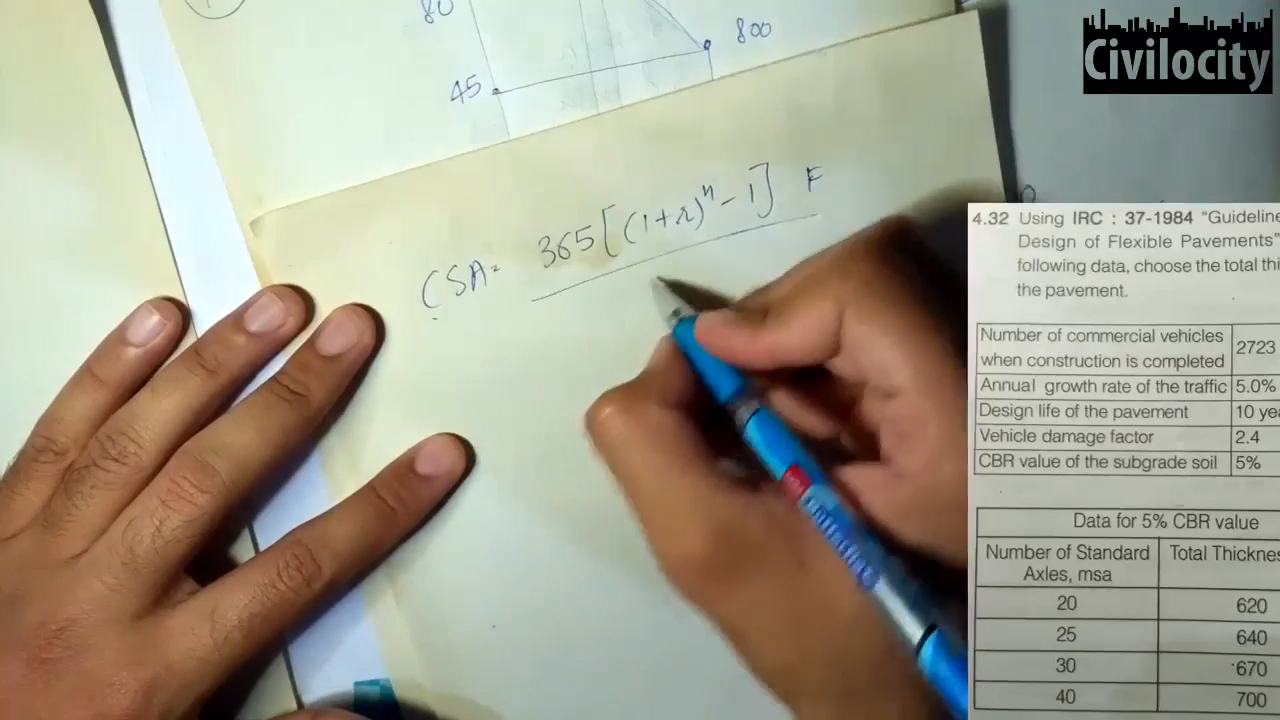 80
800
45
CSA = 365[(1+r)^n - 1] F
Civilocity
4.32 Using IRC : 37-1984 "Guideline
Design of Flexible Pavements"
following data, choose the total thi
the pavement.
Number of commercial vehicles
when construction is completed 2723
Annual growth rate of the traffic 5.0%
Design life of the pavement 10 yea
Vehicle damage factor 2.4
CBR value of the subgrade soil 5%
Data for 5% CBR value
Number of Standard Total Thicknes
Axles, msa
20 620
25 640
30 670
40 700